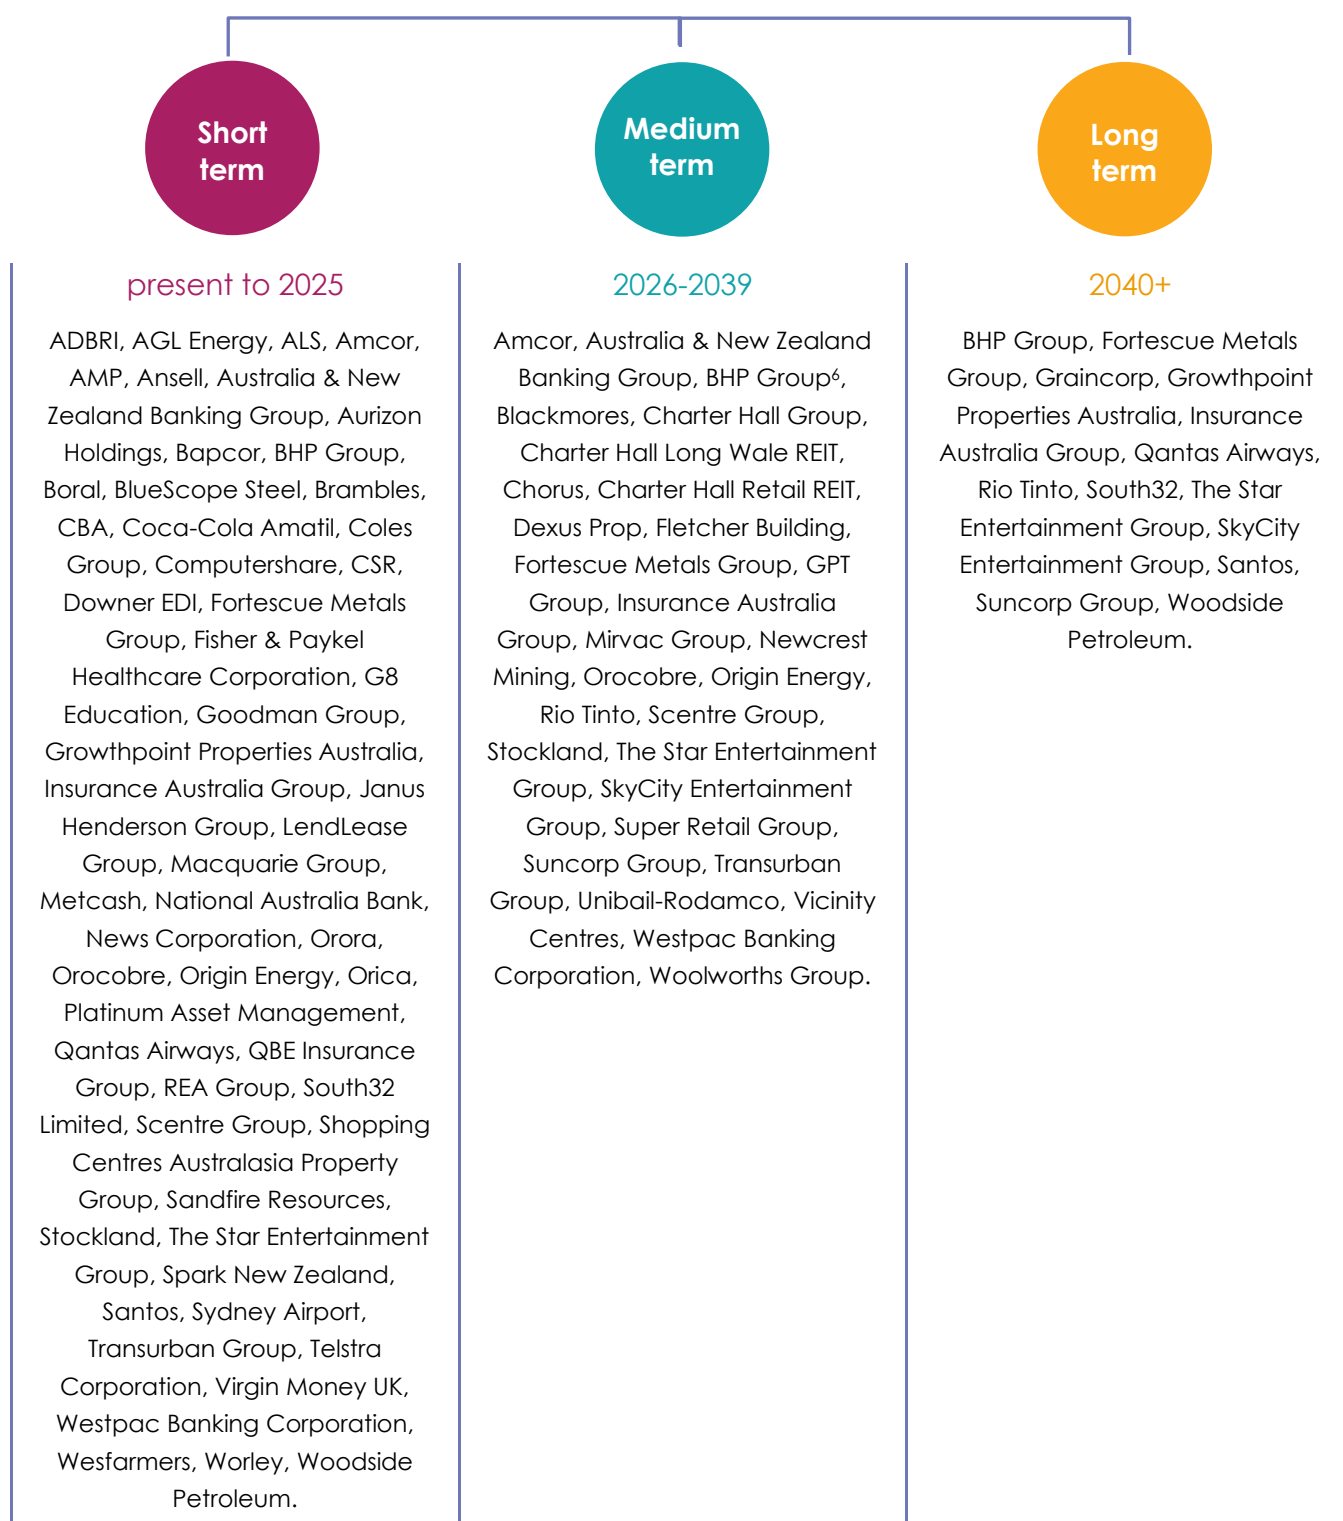 Short
term
present to 2025
ADBRI, AGL Energy, ALS, Amcor,
AMP, Ansell, Australia & New
Zealand Banking Group, Aurizon
Holdings, Bapcor, BHP Group,
Boral, BlueScope Steel, Brambles,
CBA, Coca-Cola Amatil, Coles
Group, Computershare, CSR,
Downer EDI, Fortescue Metals
Group, Fisher & Paykel
Healthcare Corporation, G8
Education, Goodman Group,
Growthpoint Properties Australia,
Insurance Australia Group, Janus
Henderson Group, LendLease
Group, Macquarie Group,
Metcash, National Australia Bank,
News Corporation, Orora,
Orocobre, Origin Energy, Orica,
Platinum Asset Management,
Qantas Airways, QBE Insurance
Group, REA Group, South32
Limited, Scentre Group, Shopping
Centres Australasia Property
Group, Sandfire Resources,
Stockland, The Star Entertainment
Group, Spark New Zealand,
Santos, Sydney Airport,
Transurban Group, Telstra
Corporation, Virgin Money UK,
Westpac Banking Corporation,
Wesfarmers, Worley, Woodside
Petroleum.
Medium
term
2026-2039
Amcor, Australia & New Zealand
Banking Group, BHP Group⁶,
Blackmores, Charter Hall Group,
Charter Hall Long Wale REIT,
Chorus, Charter Hall Retail REIT,
Dexus Prop, Fletcher Building,
Fortescue Metals Group, GPT
Group, Insurance Australia
Group, Mirvac Group, Newcrest
Mining, Orocobre, Origin Energy,
Rio Tinto, Scentre Group,
Stockland, The Star Entertainment
Group, SkyCity Entertainment
Group, Super Retail Group,
Suncorp Group, Transurban
Group, Unibail-Rodamco, Vicinity
Centres, Westpac Banking
Corporation, Woolworths Group.
Long
term
2040+
BHP Group, Fortescue Metals
Group, Graincorp, Growthpoint
Properties Australia, Insurance
Australia Group, Qantas Airways,
Rio Tinto, South32, The Star
Entertainment Group, SkyCity
Entertainment Group, Santos,
Suncorp Group, Woodside
Petroleum.